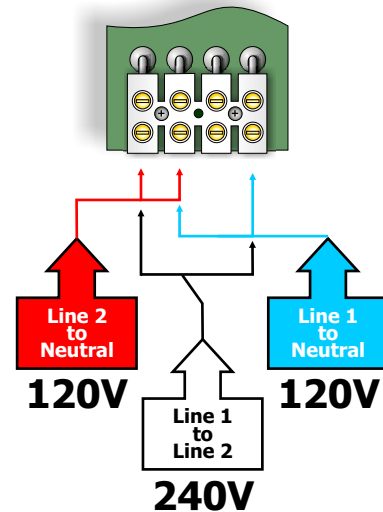 Line 2
to
Neutral
120V
Line 1
to
Line 2
240V
Line 1
to
Neutral
120V